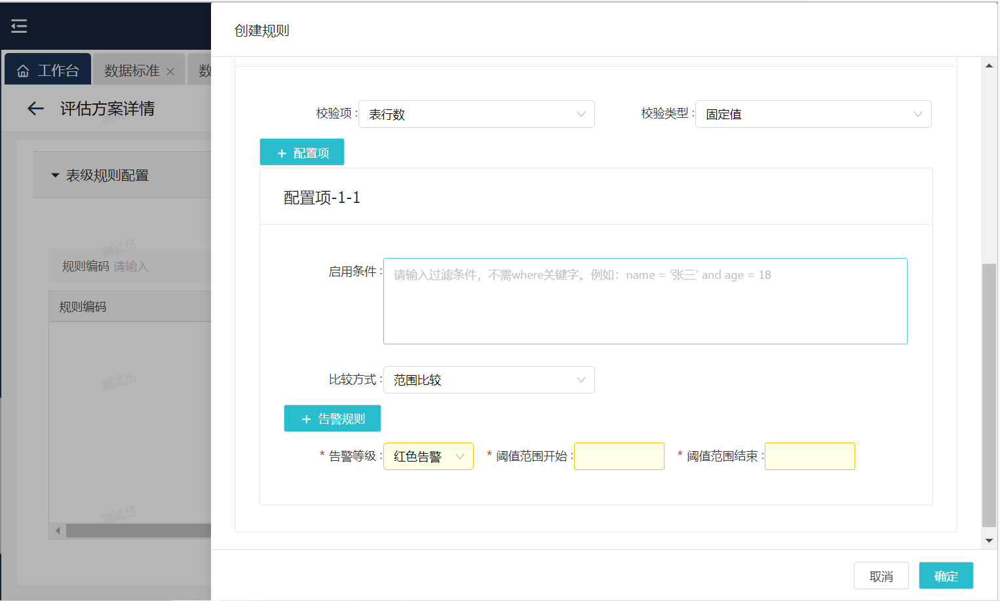 创建规则
工作台
数据标准
数
评估方案详情
校验项 : 表行数
校验类型 : 固定值
+ 配置项
表级规则配置
配置项-1-1
测试员
规则编码 请输入
启用条件 : 请输入过滤条件，不需where关键字。例如：name = '张三' and age = 18
规则编码
测试员
比较方式 : 范围比较
+ 告警规则
* 告警等级 : 红色告警
* 阈值范围开始 :
* 阈值范围结束 :
测试员
取消
确定